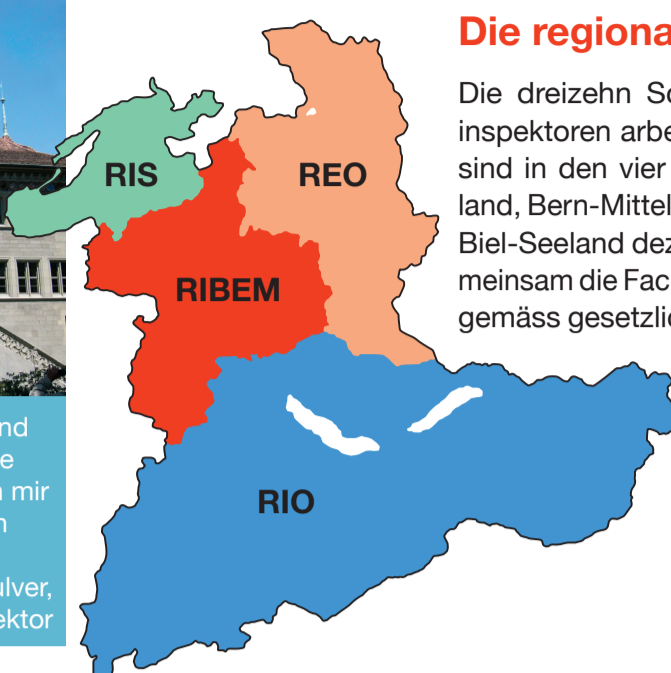 Die regiona
Die dreizehn Sc
inspektoren arbe
sind in den vier
land, Bern-Mittel
Biel-Seeland dez
meinsam die Fac
gemäss gesetzlic
RIS
REO
RIBEM
RIO
nd
e
n mir
n
ulver,
ektor